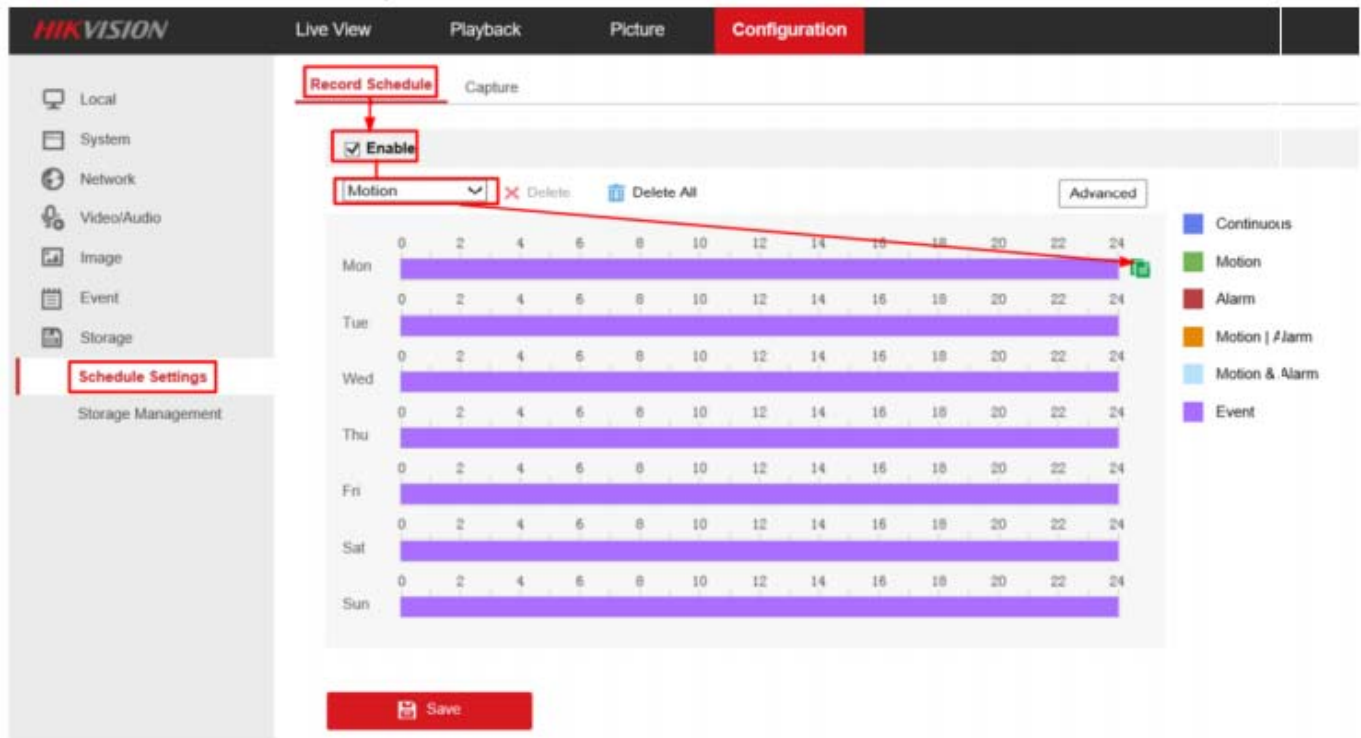 HIKVISION Live View Playback Picture Configuration
Record Schedule Capture
Local
System
Network
Video/Audio
Image
Event
Storage
Schedule Settings
Storage Management
Enable
Motion Delete Delete All Advanced
0 2 4 6 8 10 12 14 16 18 20 22 24
Mon
0 2 4 6 8 10 12 14 16 18 20 22 24
Tue
0 2 4 6 8 10 12 14 16 18 20 22 24
Wed
0 2 4 6 8 10 12 14 16 18 20 22 24
Thu
0 2 4 6 8 10 12 14 16 18 20 22 24
Fri
0 2 4 6 8 10 12 14 16 18 20 22 24
Sat
0 2 4 6 8 10 12 14 16 18 20 22 24
Sun
Continuous
Motion
Alarm
Motion | Alarm
Motion & Alarm
Event
Save